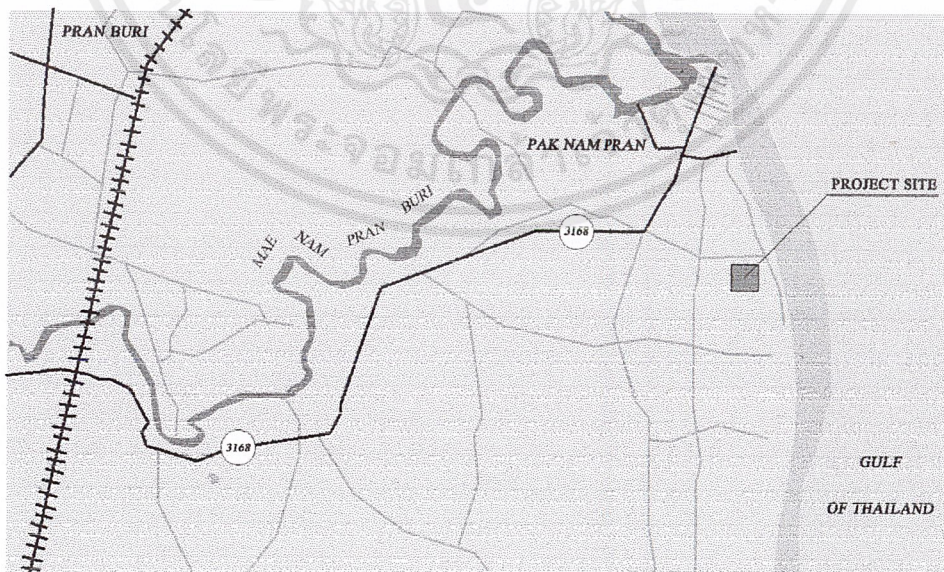 PRAN BURI
PAK NAM PRAN
PROJECT SITE
MAE NAM PRAN BURI
3168
3168
GULF
OF THAILAND